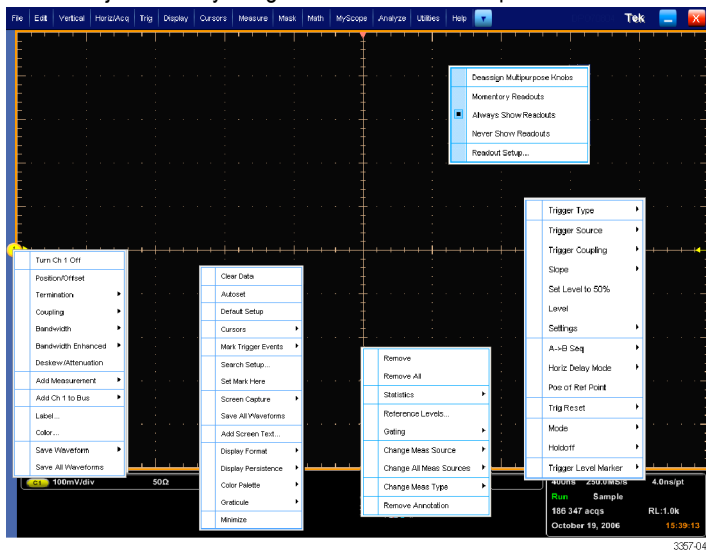 File Edit Vertical Horiz/Acq Trig Display Cursors Measure Mask Math MyScope Analyze Utilities Help Tek X
Deassign Multipurpose Knobs
Momentary Readouts
Always Show Readouts
Never Show Readouts
Readout Setup...
Trigger Type
Trigger Source
Trigger Coupling
Slope
Set Level to 50%
Level
Settings
A->B Seq
Horiz Delay Mode
Pos of Ref Point
Trig Reset
Mode
Holdoff
Trigger Level Marker
Turn Ch 1 Off
Position/Offset
Termination
Coupling
Bandwidth
Bandwidth Enhanced
Deskew/Attenuation
Add Measurement
Add Ch 1 to Bus
Label...
Color...
Save Waveform
Save All Waveforms
Clear Data
Autoset
Default Setup
Cursors
Mark Trigger Events
Search Setup...
Set Mark Here
Screen Capture
Save All Waveforms
Add Screen Text...
Display Format
Display Persistence
Color Palette
Graticule
Minimize
Remove
Remove All
Statistics
Reference Levels...
Gating
Change Meas Source
Change All Meas Sources
Change Meas Type
Remove Annotation
C1 100mV/div 50Ω
400ns 250.0MS/s 4.0ns/pt
Run Sample
186 347 acqs RL:1.0k
October 19, 2006 15:39:13
3357-04